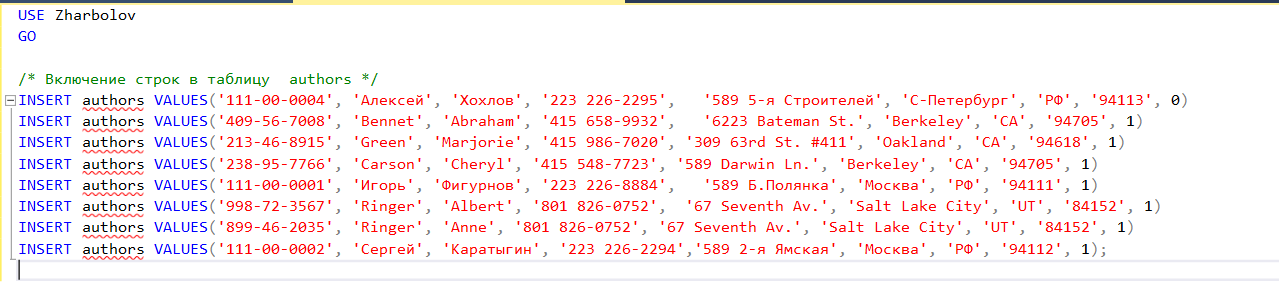 USE Zharbolov
GO
/* Включение строк в таблицу  authors */
INSERT authors VALUES('111-00-0004', 'Алексей', 'Хохлов', '223 226-2295',   '589 5-я Строителей', 'С-Петербург', 'РФ', '94113', 0)
INSERT authors VALUES('409-56-7008', 'Bennet', 'Abraham', '415 658-9932',   '6223 Bateman St.', 'Berkeley', 'CA', '94705', 1)
INSERT authors VALUES('213-46-8915', 'Green', 'Marjorie', '415 986-7020', '309 63rd St. #411', 'Oakland', 'CA', '94618', 1)
INSERT authors VALUES('238-95-7766', 'Carson', 'Cheryl', '415 548-7723', '589 Darwin Ln.', 'Berkeley', 'CA', '94705', 1)
INSERT authors VALUES('111-00-0001', 'Игорь', 'Фигурнов', '223 226-8884',   '589 Б.Полянка', 'Москва', 'РФ', '94111', 1)
INSERT authors VALUES('998-72-3567', 'Ringer', 'Albert', '801 826-0752', '67 Seventh Av.', 'Salt Lake City', 'UT', '84152', 1)
INSERT authors VALUES('899-46-2035', 'Ringer', 'Anne', '801 826-0752', '67 Seventh Av.', 'Salt Lake City', 'UT', '84152', 1)
INSERT authors VALUES('111-00-0002', 'Сергей', 'Каратыгин', '223 226-2294','589 2-я Ямская', 'Москва', 'РФ', '94112', 1);